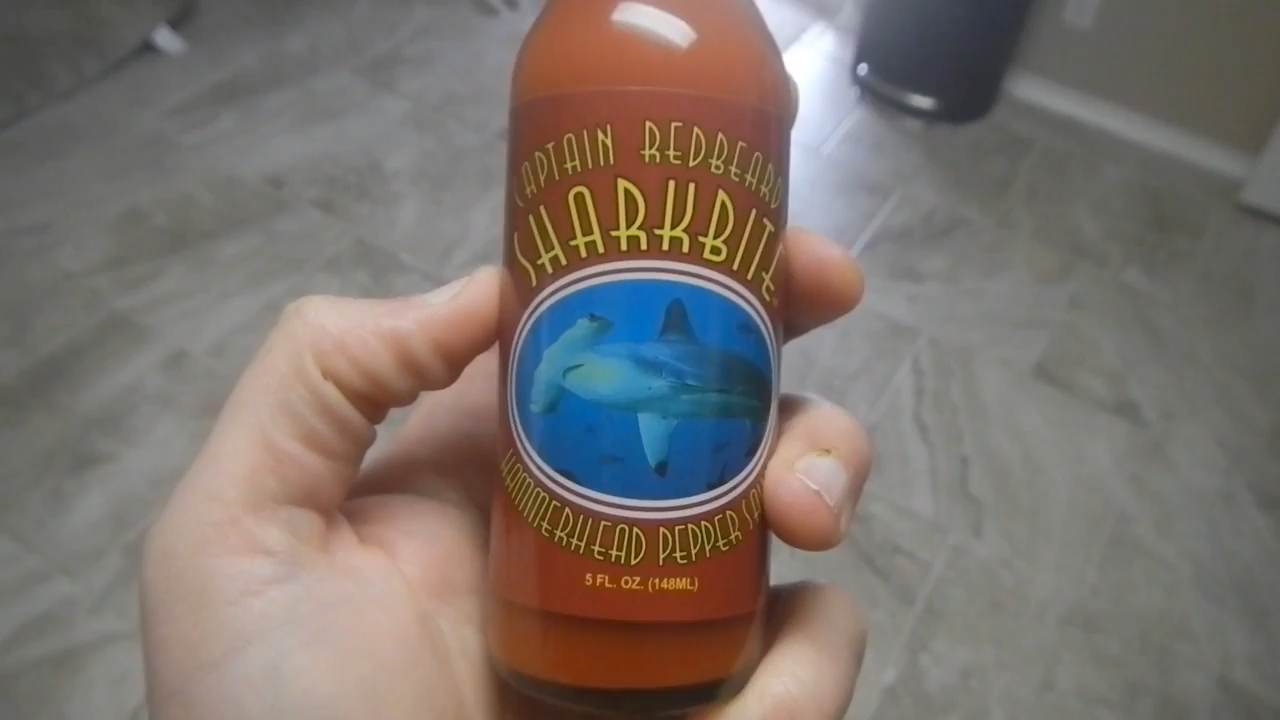 CAPTAIN REDBEARD
SHARKBITE
HAMMERHEAD PEPPER
5 FL. OZ. (148ML)